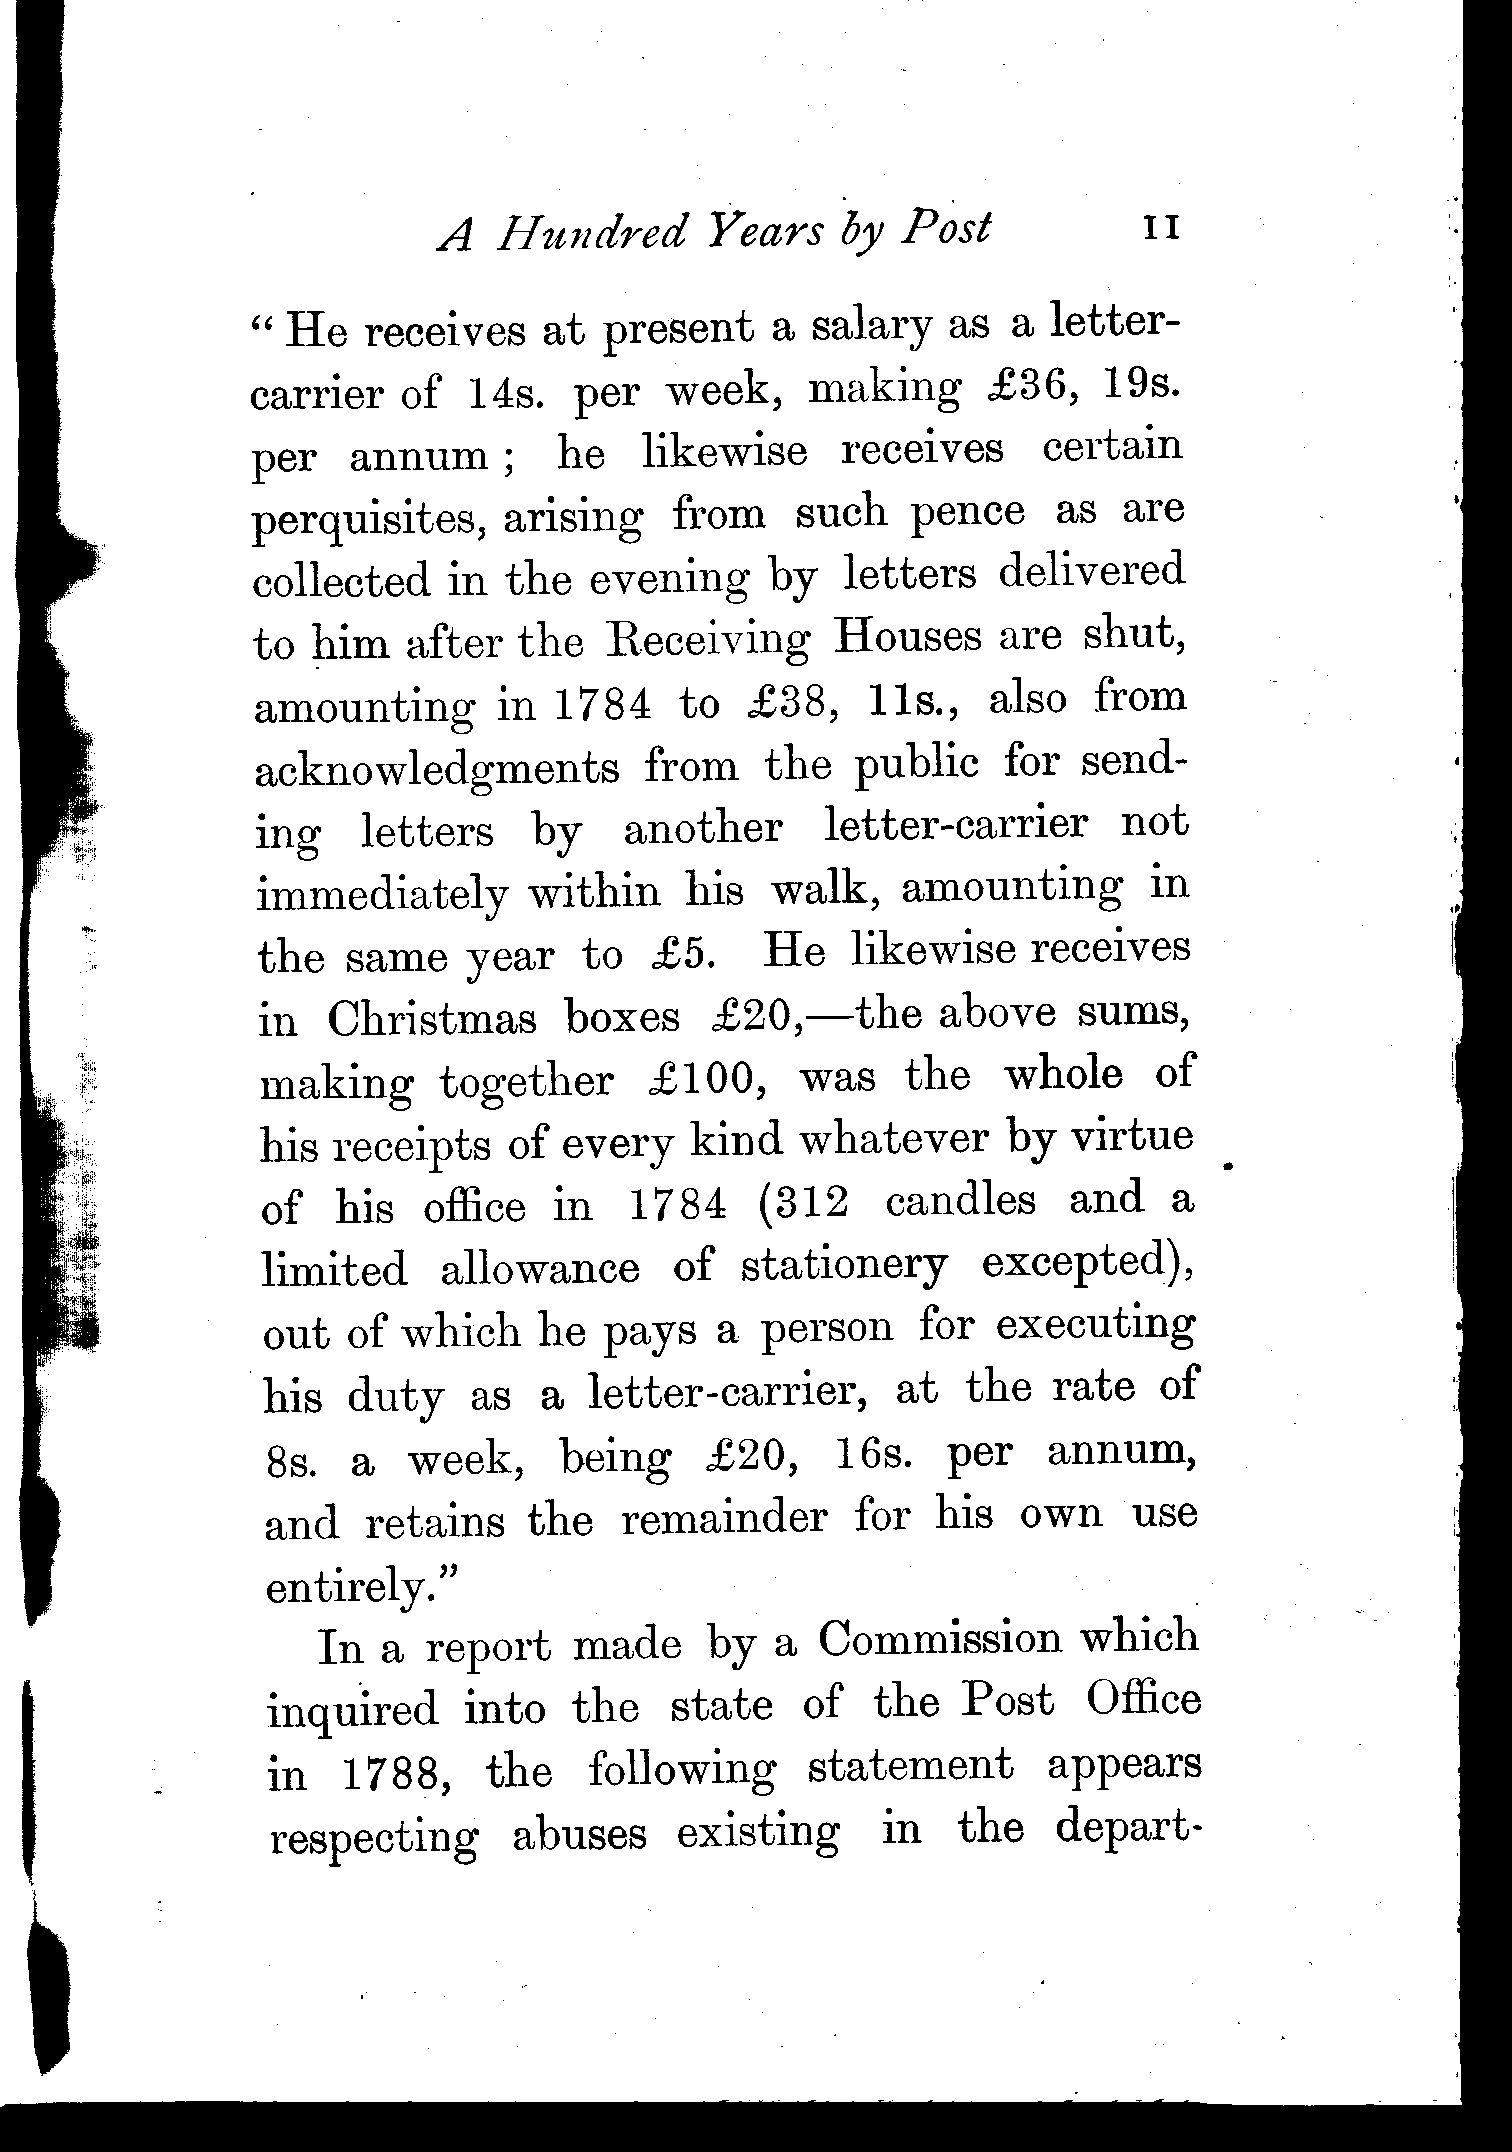 A Hundred Years by Post 11
“ He receives at present a salary as a letter-
carrier of 14s. per week, making £36, 19s.
per annum ; he likewise receives certain
perquisites, arising from such pence as are
collected in the evening by letters delivered
to him after the Receiving Houses are shut,
amounting in 1784 to £38, 11s., also from
acknowledgments from the public for send-
ing letters by another letter-carrier not
immediately within his walk, amounting in
the same year to £5. He likewise receives
in Christmas boxes £20,—the above sums,
making together £100, was the whole of
his receipts of every kind whatever by virtue
of his office in 1784 (312 candles and a
limited allowance of stationery excepted),
out of which he pays a person for executing
his duty as a letter-carrier, at the rate of
8s. a week, being £20, 16s. per annum,
and retains the remainder for his own use
entirely.”
In a report made by a Commission which
inquired into the state of the Post Office
in 1788, the following statement appears
respecting abuses existing in the depart-